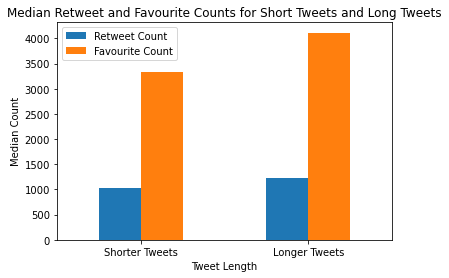 Median Retweet and Favourite Counts for Short Tweets and Long Tweets
Retweet Count
Favourite Count
4000
3500
3000
2500
2000
1500
1000
500
0
Median Count
Shorter Tweets
Longer Tweets
Tweet Length